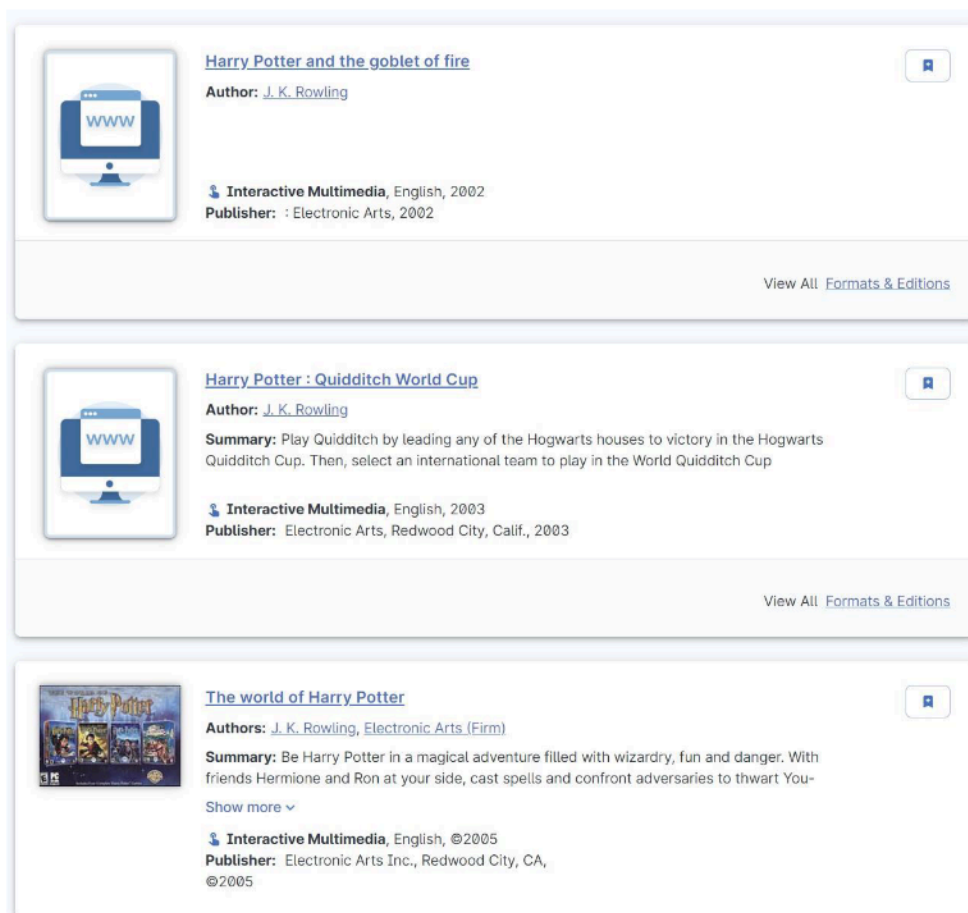 Harry Potter and the goblet of fire
Author: J. K. Rowling
WWW
Interactive Multimedia, English, 2002
Publisher: : Electronic Arts, 2002
View All Formats & Editions
Harry Potter : Quidditch World Cup
Author: J. K. Rowling
WWW
Summary: Play Quidditch by leading any of the Hogwarts houses to victory in the Hogwarts
Quidditch Cup. Then, select an international team to play in the World Quidditch Cup
Interactive Multimedia, English, 2003
Publisher: Electronic Arts, Redwood City, Calif., 2003
View All Formats & Editions
THE WORLD OF
Harry Potter
The world of Harry Potter
Authors: J. K. Rowling, Electronic Arts (Firm)
Summary: Be Harry Potter in a magical adventure filled with wizardry, fun and danger. With
friends Hermione and Ron at your side, cast spells and confront adversaries to thwart You-
Show more
Interactive Multimedia, English, ©2005
Publisher: Electronic Arts Inc., Redwood City, CA,
©2005